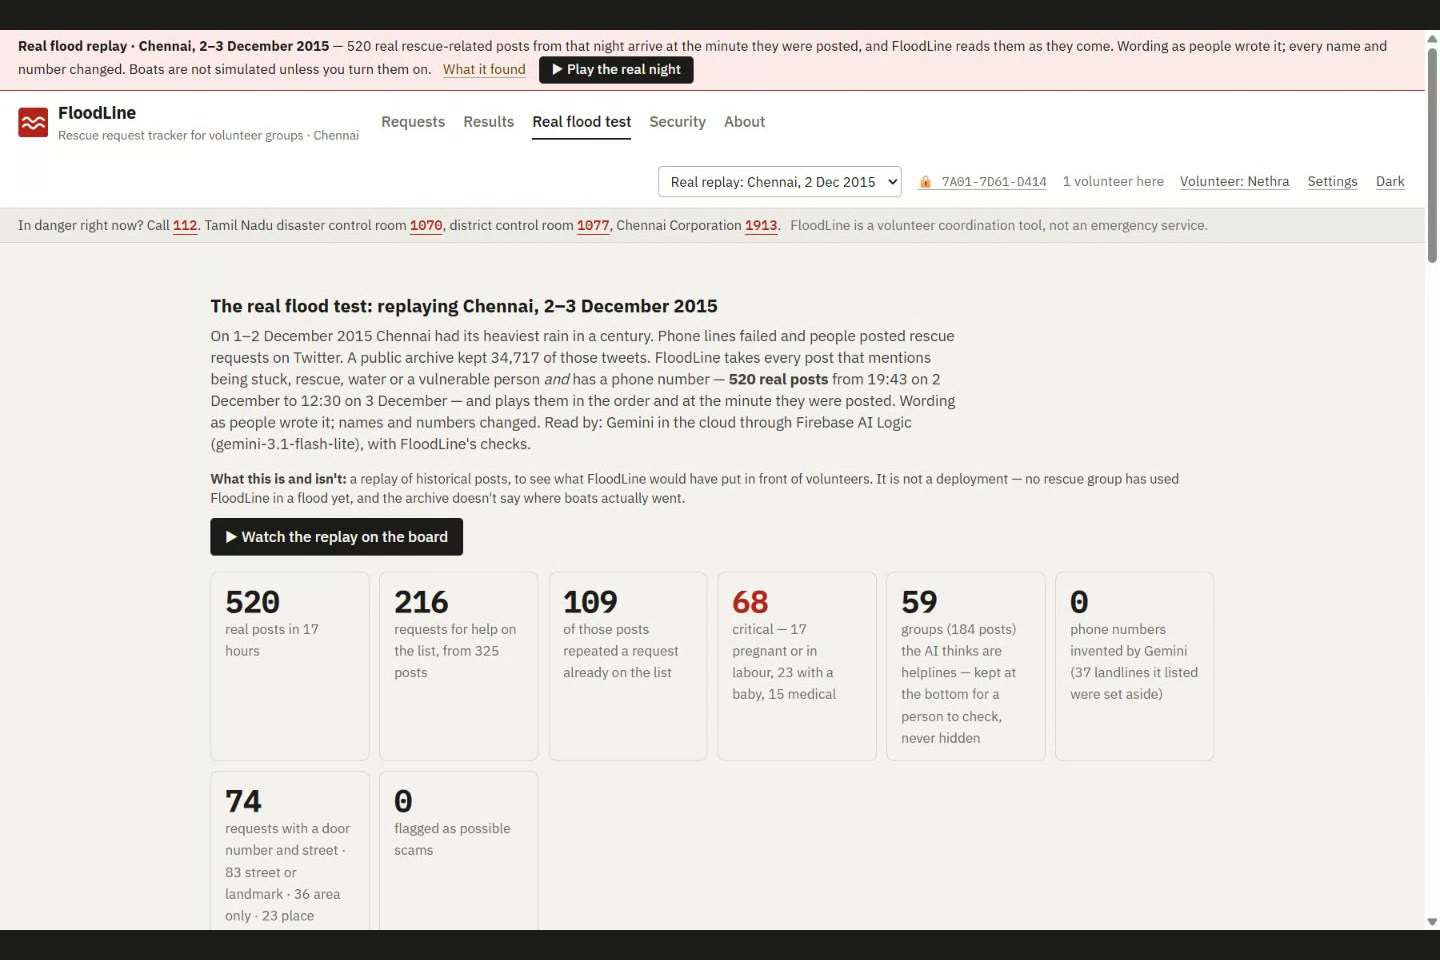 Real flood replay · Chennai, 2–3 December 2015 — 520 real rescue-related posts from that night arrive at the minute they were posted, and FloodLine reads them as they come. Wording as people wrote it; every name and
number changed. Boats are not simulated unless you turn them on. What it found ▶ Play the real night
FloodLine
Rescue request tracker for volunteer groups · Chennai
Requests Results Real flood test Security About
Real replay: Chennai, 2 Dec 2015 7A01-7D61-D414 1 volunteer here Volunteer: Nethra Settings Dark
In danger right now? Call 112. Tamil Nadu disaster control room 1070, district control room 1077, Chennai Corporation 1913. FloodLine is a volunteer coordination tool, not an emergency service.
The real flood test: replaying Chennai, 2–3 December 2015
On 1–2 December 2015 Chennai had its heaviest rain in a century. Phone lines failed and people posted rescue
requests on Twitter. A public archive kept 34,717 of those tweets. FloodLine takes every post that mentions
being stuck, rescue, water or a vulnerable person and has a phone number — 520 real posts from 19:43 on 2
December to 12:30 on 3 December — and plays them in the order and at the minute they were posted. Wording
as people wrote it; names and numbers changed. Read by: Gemini in the cloud through Firebase AI Logic
(gemini-3.1-flash-lite), with FloodLine's checks.
What this is and isn't: a replay of historical posts, to see what FloodLine would have put in front of volunteers. It is not a deployment — no rescue group has used
FloodLine in a flood yet, and the archive doesn't say where boats actually went.
▶ Watch the replay on the board
520
real posts in 17
hours
216
requests for help on
the list, from 325
posts
109
of those posts
repeated a request
already on the list
68
critical — 17
pregnant or in
labour, 23 with a
baby, 15 medical
59
groups (184 posts)
the AI thinks are
helplines — kept at
the bottom for a
person to check,
never hidden
0
phone numbers
invented by Gemini
(37 landlines it listed
were set aside)
74
requests with a door
number and street ·
83 street or
landmark · 36 area
only · 23 place
0
flagged as possible
scams